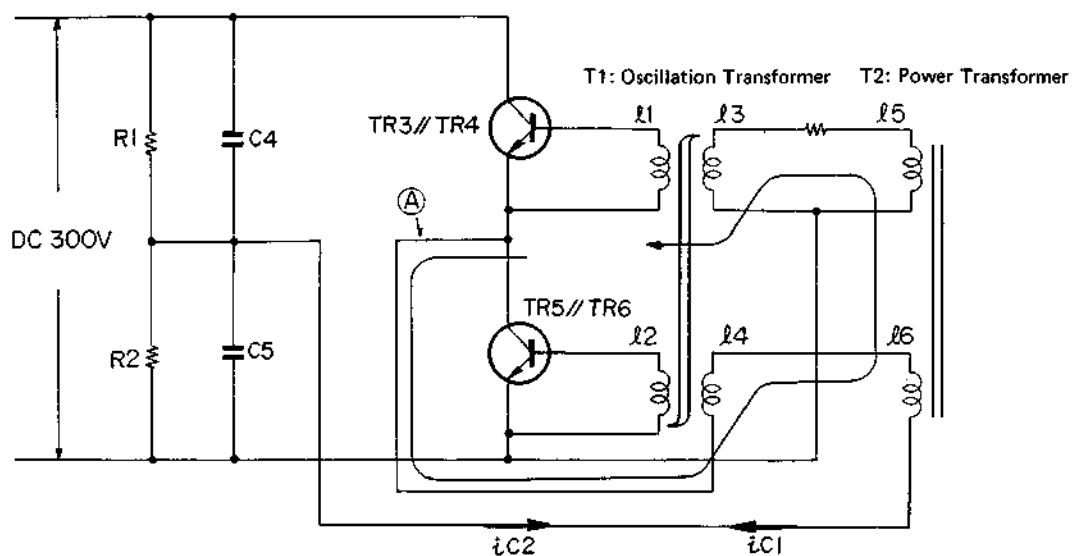 T1: Oscillation Transformer T2: Power Transformer
ℓ1 ℓ3 ℓ5
TR3//TR4
R1 C4
A
DC 300V
TR5//TR6
R2 C5 ℓ2 ℓ4 ℓ6
iC2 iC1